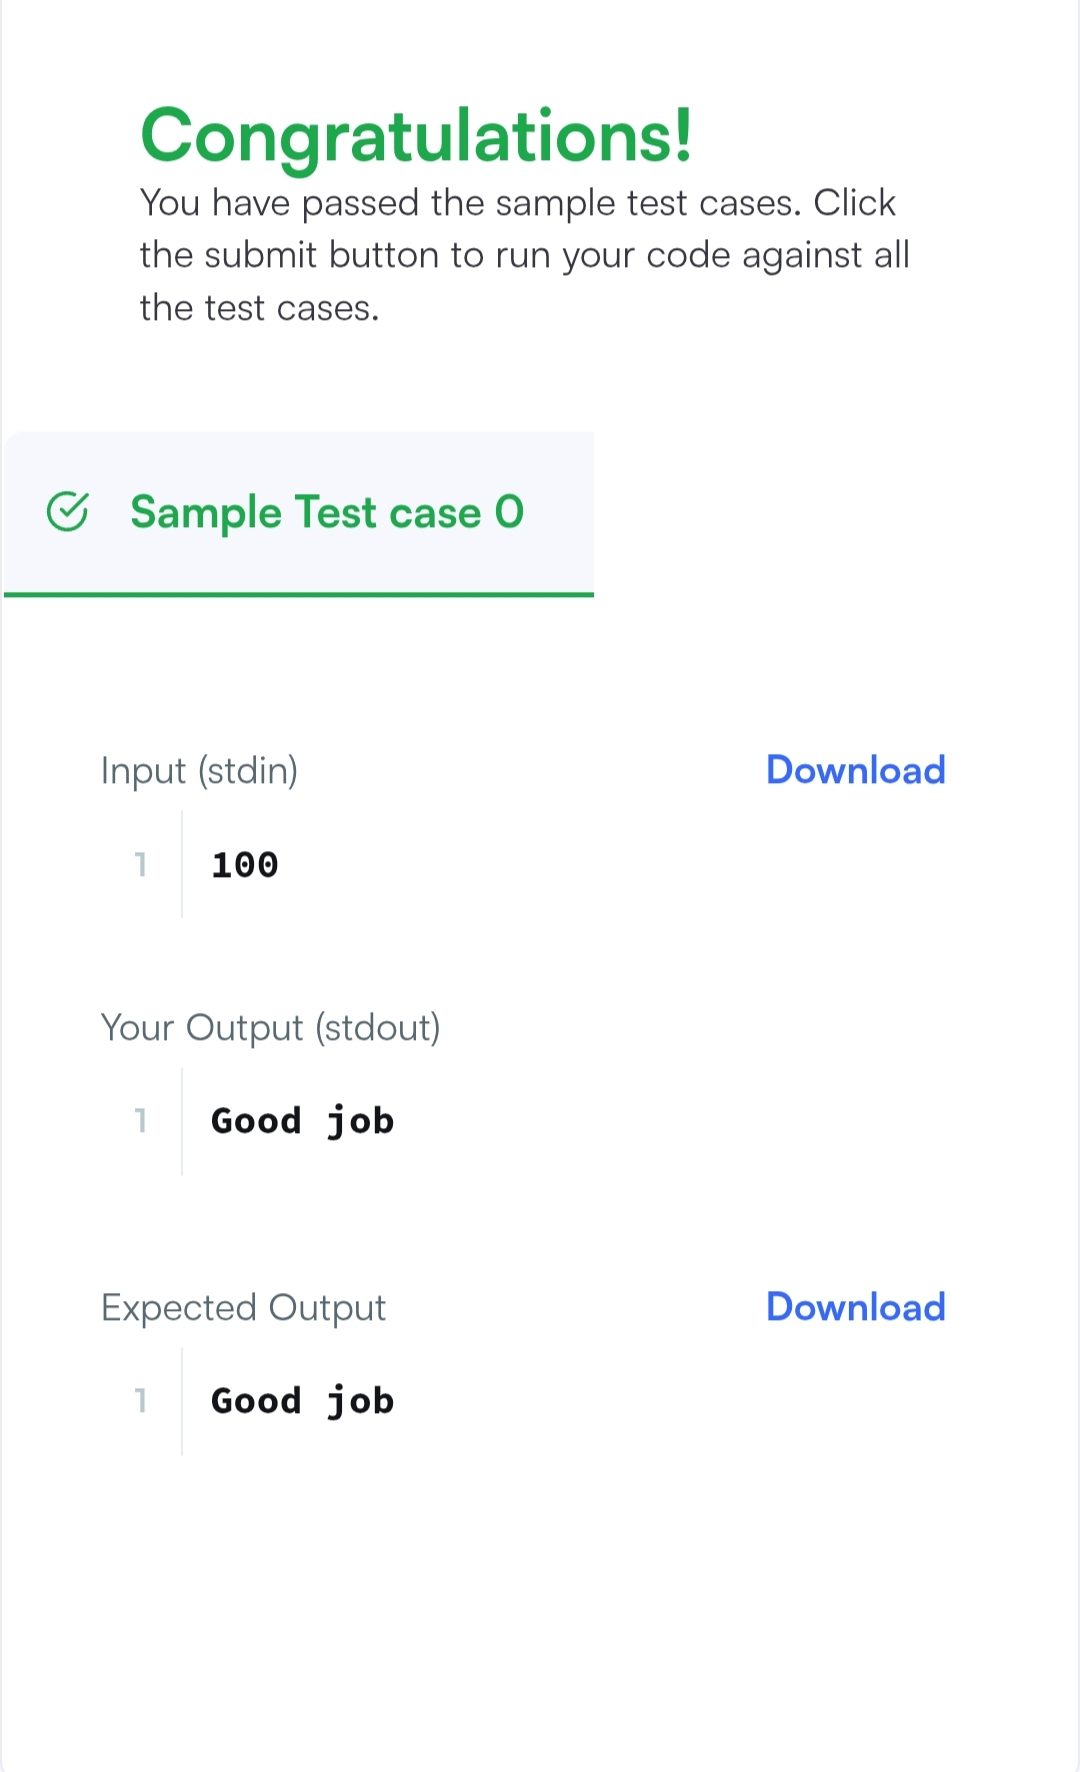 Congratulations!
You have passed the sample test cases. Click
the submit button to run your code against all
the test cases.
Sample Test case 0
Input (stdin)
Download
1 100
Your Output (stdout)
1 Good job
Expected Output
Download
1 Good job